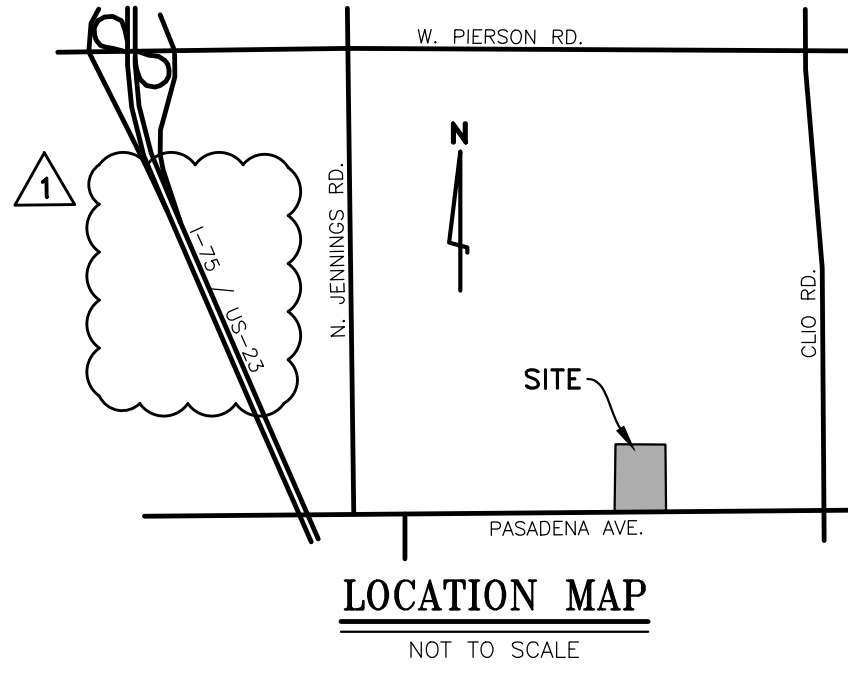 W. PIERSON RD.
N
1
N. JENNINGS RD.
I-75 / US-23
CLIO RD.
SITE
PASADENA AVE.
LOCATION MAP
NOT TO SCALE